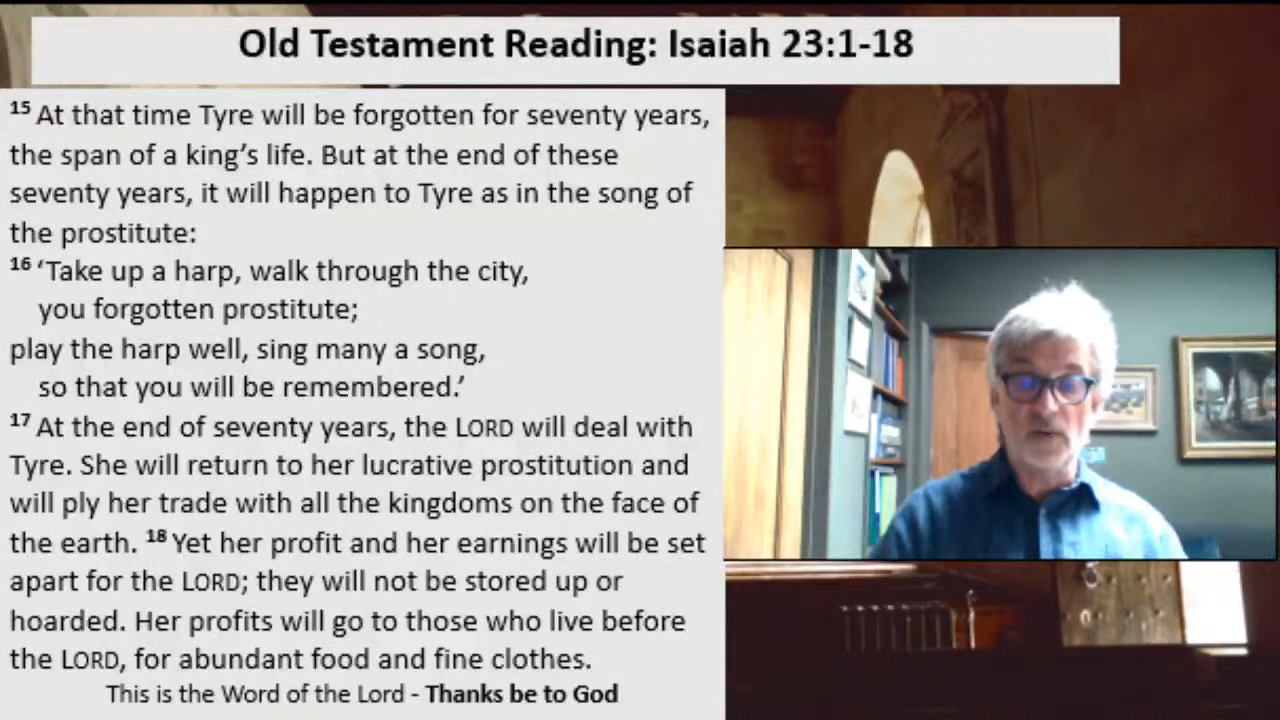 Old Testament Reading: Isaiah 23:1-18
15 At that time Tyre will be forgotten for seventy years,
the span of a king’s life. But at the end of these
seventy years, it will happen to Tyre as in the song of
the prostitute:
16 ‘Take up a harp, walk through the city,
you forgotten prostitute;
play the harp well, sing many a song,
so that you will be remembered.’
17 At the end of seventy years, the LORD will deal with
Tyre. She will return to her lucrative prostitution and
will ply her trade with all the kingdoms on the face of
the earth. 18 Yet her profit and her earnings will be set
apart for the LORD; they will not be stored up or
hoarded. Her profits will go to those who live before
the LORD, for abundant food and fine clothes.
This is the Word of the Lord - Thanks be to God